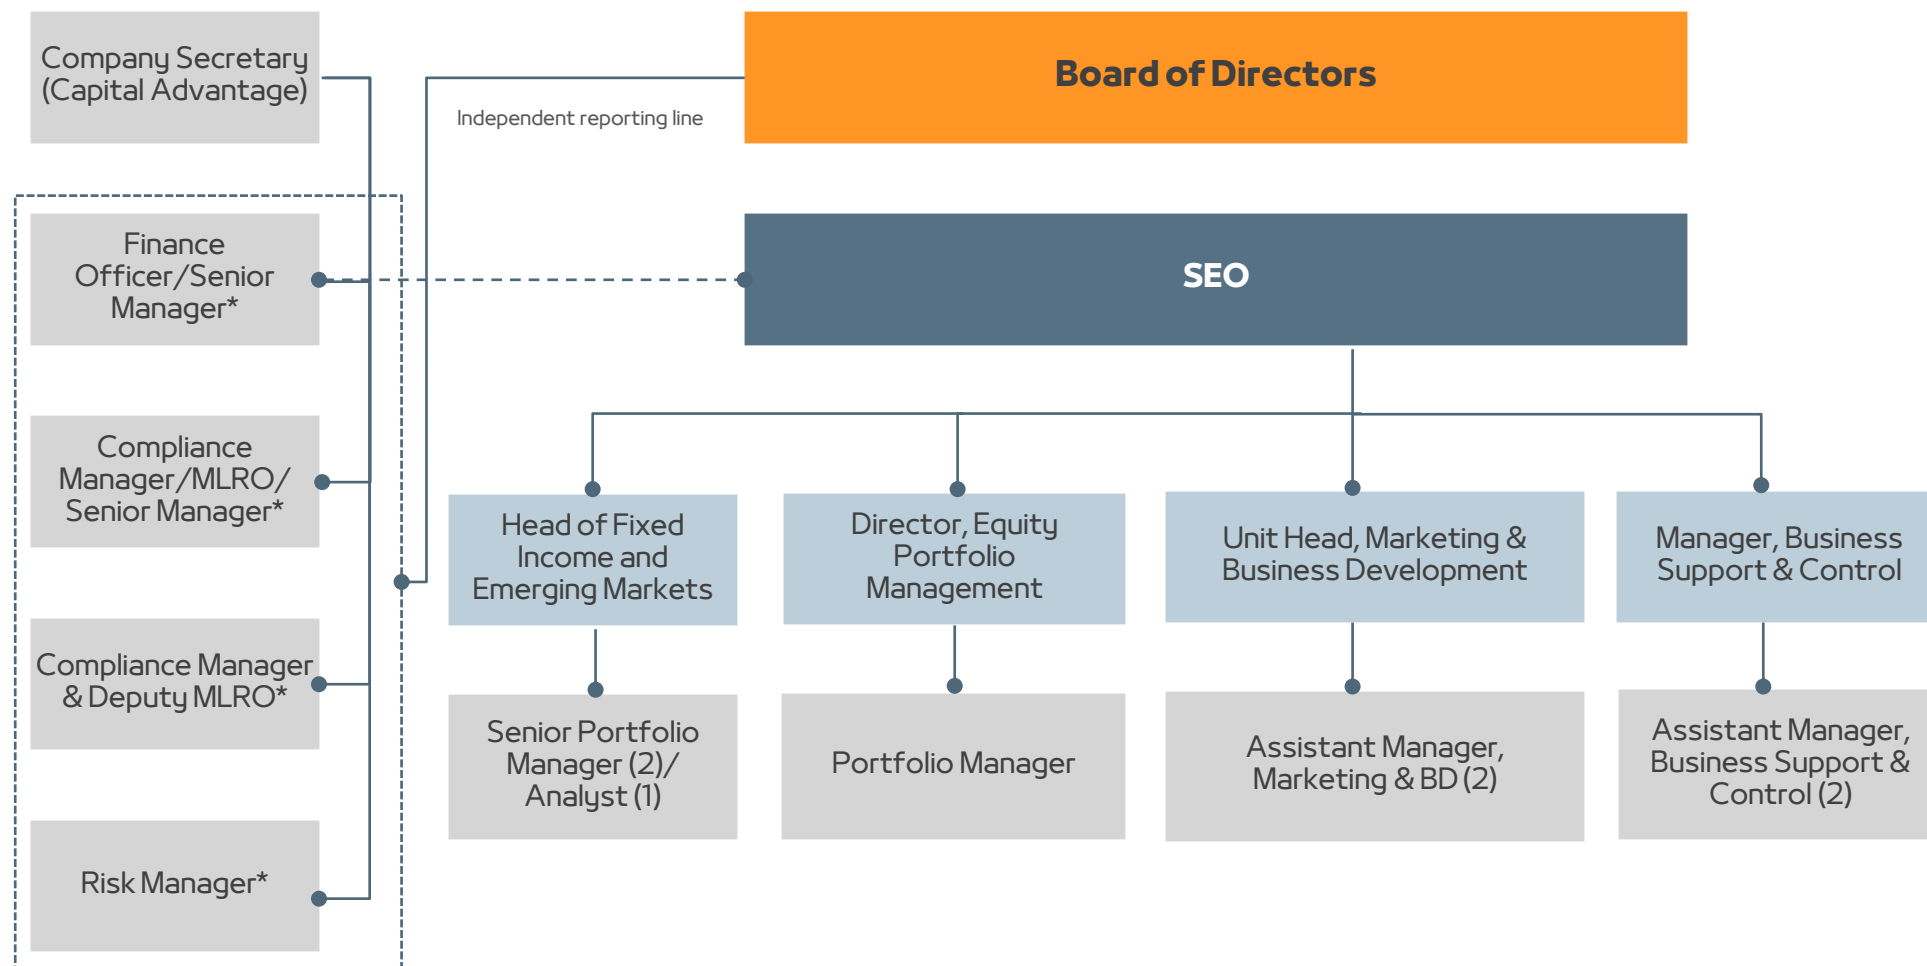 Company Secretary
(Capital Advantage)
Board of Directors
Independent reporting line
Finance
Officer/Senior
Manager*
SEO
Compliance
Manager/MLRO/
Senior Manager*
Head of Fixed
Income and
Emerging Markets
Director, Equity
Portfolio
Management
Unit Head, Marketing &
Business Development
Manager, Business
Support & Control
Compliance Manager
& Deputy MLRO*
Senior Portfolio
Manager (2)/
Analyst (1)
Portfolio Manager
Assistant Manager,
Marketing & BD (2)
Assistant Manager,
Business Support &
Control (2)
Risk Manager*